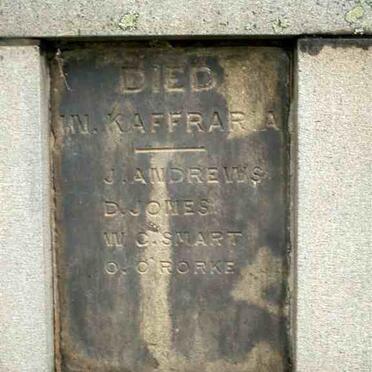 DIED
IN. KAFFRARIA
J. ANDREWS
D. JONES
W. C. SMART
O. O'RORKE